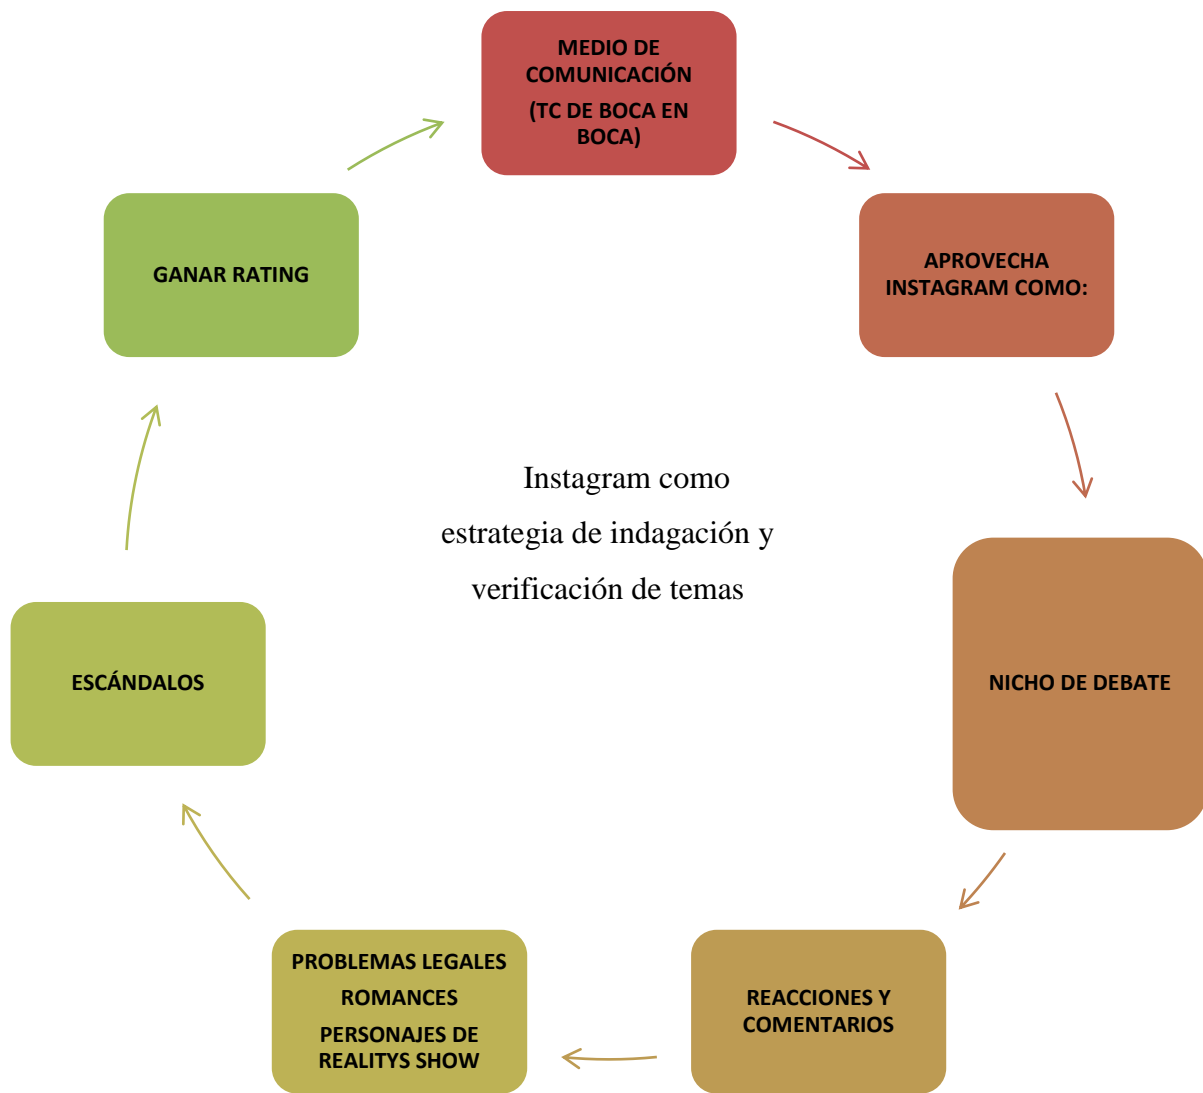 MEDIO DE
COMUNICACIÓN
(TC DE BOCA EN
BOCA)
APROVECHA
INSTAGRAM COMO:
NICHO DE DEBATE
REACCIONES Y
COMENTARIOS
PROBLEMAS LEGALES
ROMANCES
PERSONAJES DE
REALITYS SHOW
ESCÁNDALOS
GANAR RATING
Instagram como
estrategia de indagación y
verificación de temas